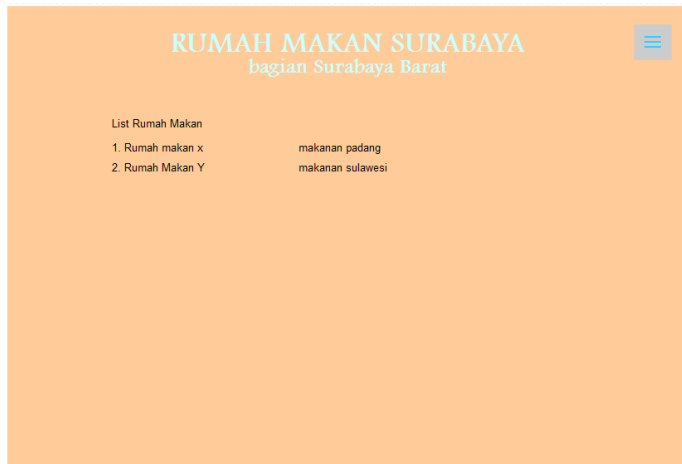 RUMAH MAKAN SURABAYA
bagian Surabaya Barat
List Rumah Makan
1. Rumah makan x makanan padang
2. Rumah Makan Y makanan sulawesi